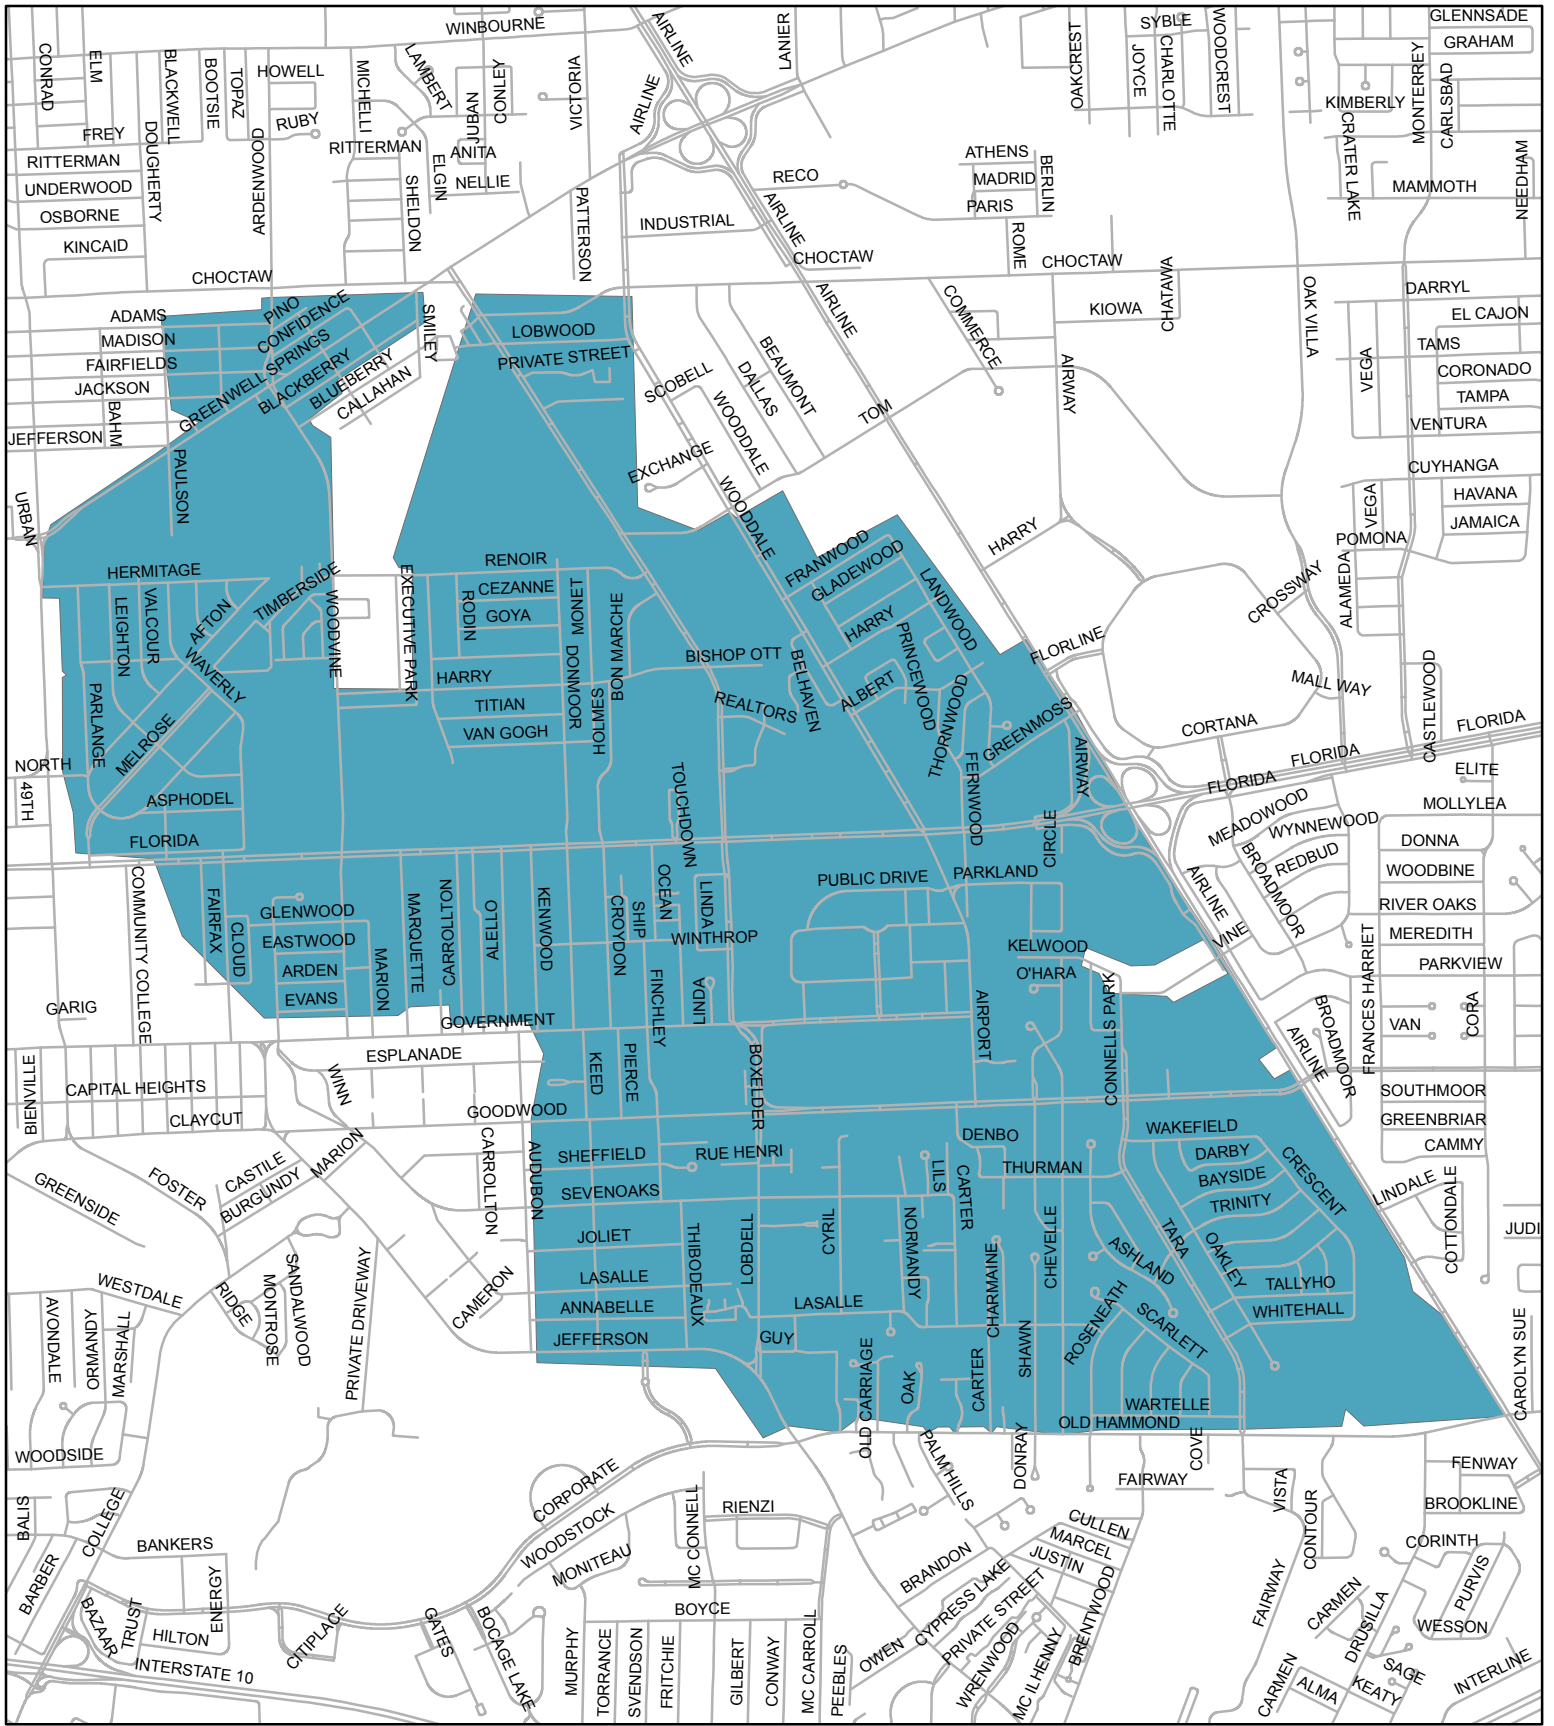 WINBOURNE
AIRLINE
LANIER
SYBLE
WOODCREST
GLENNSADE
GRAHAM
CONRAD
ELM
BLACKWELL
BOOTSIE
TOPAZ
HOWELL
MICHELLI
LAMBERT
JUBAN
CONLEY
VICTORIA
AIRLINE
OAKCREST
JOYCE
CHARLOTTE
MONTERREY
CARLSBAD
KIMBERLY
FREY
DOUGHERTY
RUBY
ARDENWOOD
RITTERMAN
RITTERMAN
ANITA
ELGIN
NELLIE
ATHENS
BERLIN
CRATER LAKE
NEEDHAM
UNDERWOOD
RECO
MADRID
MAMMOTH
OSBORNE
SHELDON
PATTERSON
INDUSTRIAL
AIRLINE
PARIS
ROME
KINCAID
CHOCTAW
CHOCTAW
CHOCTAW
CHATAWA
OAK VILLA
DARRYL
ADAMS
PINO
CONFIDENCE
SMILEY
LOBWOOD
AIRLINE
COMMERCE
KIOWA
EL CAJON
MADISON
GREENWELL SPRINGS
PRIVATE STREET
BEAUMONT
TAMS
FAIRFIELDS
BLACKBERRY
BLUEBERRY
CALLAHAN
SCOBELL
DALLAS
AIRWAY
VEGA
CORONADO
JACKSON
BAHM
WOODDALE
TOM
TAMPA
JEFFERSON
VENTURA
PAULSON
EXCHANGE
CUYHANGA
URBAN
WOODDALE
VEGA
HAVANA
JAMAICA
HARRY
POMONA
HERMITAGE
RENOIR
FRANWOOD
GLADEWOOD
LANDWOOD
CROSSWAY
ALAMEDA
TIMBERSIDE
WOODVINE
EXECUTIVE PARK
RODIN
CEZANNE
MONET
BON MARCHE
LEIGHTON
VALCOUR
AFTON
GOYA
HARRY
PRINCEWOOD
FLORLINE
WAVERLY
BISHOP OTT
BELHAVEN
CASTLEWOOD
PARLANGE
HARRY
DONMOOR
HOLMES
ALBERT
THORNWOOD
MALL WAY
MELROSE
TITIAN
REALTORS
GREENMOSS
CORTANA
FLORIDA
VAN GOGH
FLORIDA
NORTH
49TH
TOUCHDOWN
FERNWOOD
AIRWAY
FLORIDA
ELITE
ASPHODEL
MEADOWOOD
MOLLYLEA
FLORIDA
CIRCLE
WYNNEWOOD
DONNA
BROADMOOR
REDBUD
COMMUNITY COLLEGE
FAIRFAX
CLOUD
GLENWOOD
MARQUETTE
CARROLLTON
ALETLO
KENWOOD
CROYDON
SHIP
OCEAN
LINDA
PUBLIC DRIVE
PARKLAND
AIRLINE
WOODBINE
RIVER OAKS
EASTWOOD
MARION
WINTHROP
KELWOOD
VINE
MEREDITH
ARDEN
FINCHLEY
LINDA
O'HARA
FRANCES HARRIET
PARKVIEW
EVANS
AIRPORT
CONNELLS PARK
GARIG
GOVERNMENT
AIRLINE
BROADMOOR
VAN
CORA
BIENVILLE
ESPLANADE
KEED
PIERCE
BOXELDER
CAPITAL HEIGHTS
WINN
SOUTHMOOR
CLAYCUT
GOODWOOD
WAKEFIELD
GREENBRIAR
MARION
CARROLLTON
AUDUBON
SHEFFIELD
RUE HENRI
DENBO
DARBY
CRESCENT
CAMMY
CASTILE
BURGUNDY
LILS
CARTER
THURMAN
BAYSIDE
GREENSIDE
FOSTER
SEVENOAKS
TRINITY
LINDALE
COTTONDALE
JOLIET
THIBODEAUX
LOBDELL
CYRIL
NORMANDY
CHEVELLE
TARA
OAKLEY
JUDI
SANDALWOOD
PRIVATE DRIVEWAY
LASALLE
CHARMAINE
ASHLAND
TALLYHO
WESTDALE
RIDGE
MONTROSE
CAMERON
ANNABELLE
LASALLE
WHITEHALL
AVONDALE
ORMANDY
MARSHALL
JEFFERSON
GUY
SHAWN
ROSENEATH
SCARLETT
CAROLYN SUE
OLD CARRIAGE
OAK
CARTER
WARTELLE
OLD HAMMOND
WOODSIDE
CORPORATE
PALM HILLS
DONRAY
COVE
FENWAY
BALIS
COLLEGE
WOODSTOCK
MC CONNELL
RIENZI
FAIRWAY
VISTA
CONTOUR
BROOKLINE
BANKERS
MONITEAU
CULLEN
MARCEL
JUSTIN
CORINTH
BARBER
BRANDON
PURVIS
BAZAAR
TRUST
ENERGY
CITIPLACE
GATES
BOCAGE LAKE
BOYCE
CYPRESS LAKE
PRIVATE STREET
BRENTWOOD
FAIRWAY
CARMEN
DRUSILLA
WESSON
HILTON
INTERSTATE 10
MURPHY
TORRANCE
SVENDSON
FRITCHIE
GILBERT
CONWAY
MC CARROLL
PEEBLES
OWEN
WRENWOOD
MC ILHENNY
CARMEN
ALMA
KEATY
SAGE
INTERLINE